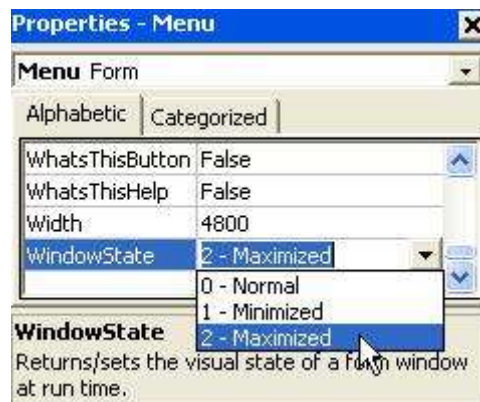 Properties - Menu
Menu Form
Alphabetic Categorized
WhatsThisButton False
WhatsThisHelp False
Width 4800
WindowState 2 - Maximized
0 - Normal
1 - Minimized
2 - Maximized
WindowState
Returns/sets the visual state of a form window
at run time.